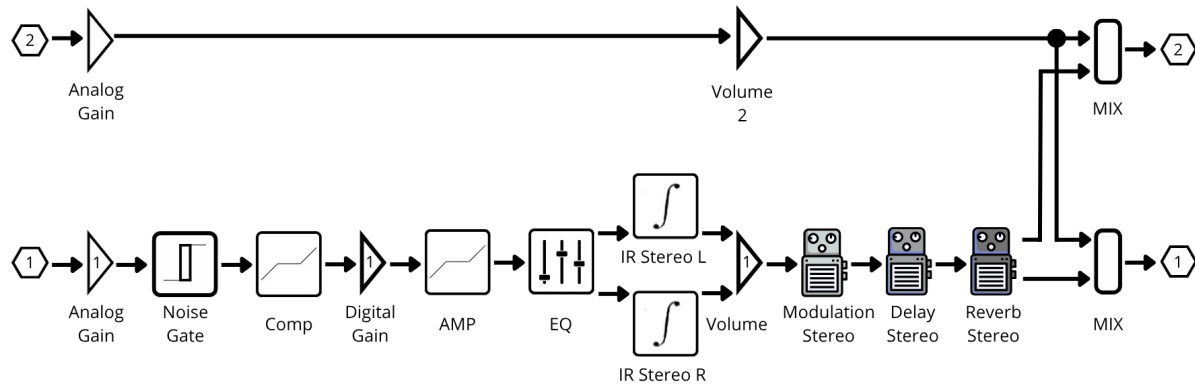 2
Analog
Gain
Volume
2
MIX
2
1
1
Analog
Gain
Noise
Gate
Comp
1
Digital
Gain
AMP
EQ
IR Stereo L
IR Stereo R
1
Volume
Modulation
Stereo
Delay
Stereo
Reverb
Stereo
MIX
1